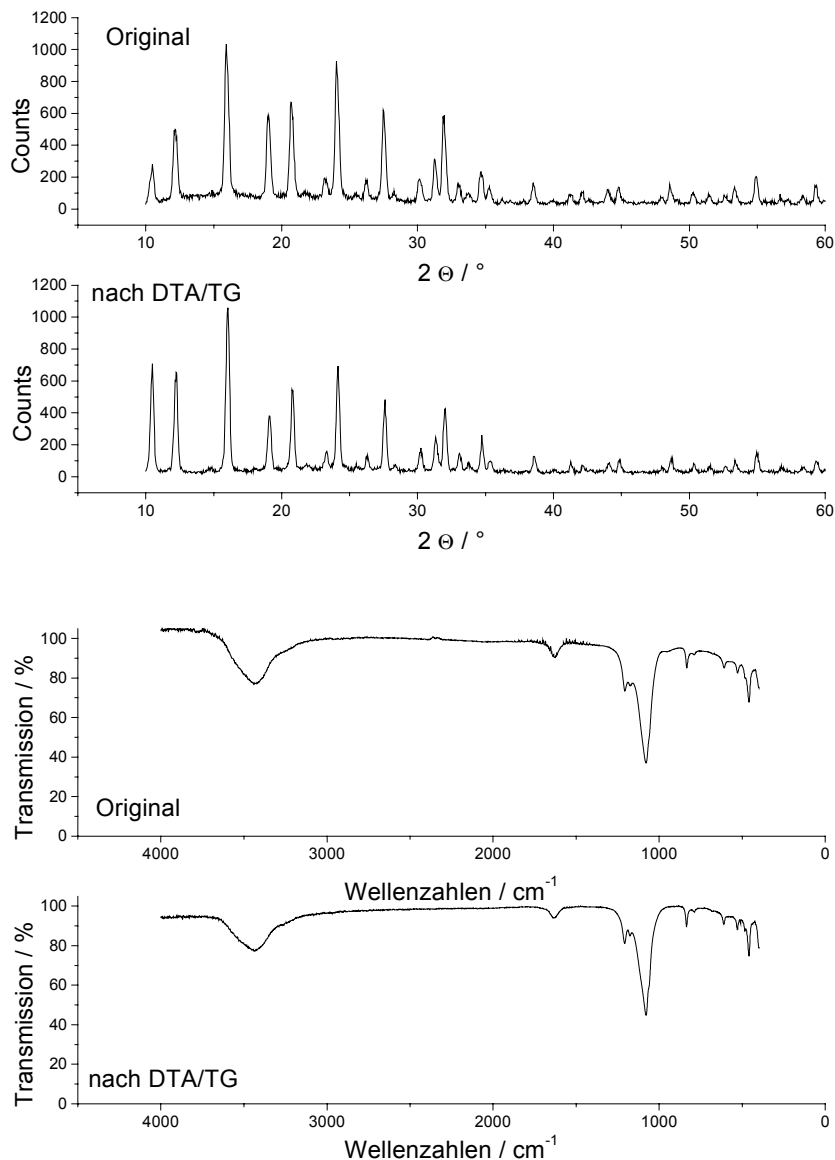 1200
Original
1000
800
600
400
200
0
Counts
10 20 30 40 50 60
2 Θ / °
1200
nach DTA/TG
1000
800
600
400
200
0
Counts
10 20 30 40 50 60
2 Θ / °
100
80
60
40
20
0
Transmission / %
Original
4000 3000 2000 1000 0
Wellenzahlen / cm⁻¹
100
80
60
40
20
0
Transmission / %
nach DTA/TG
4000 3000 2000 1000 0
Wellenzahlen / cm⁻¹